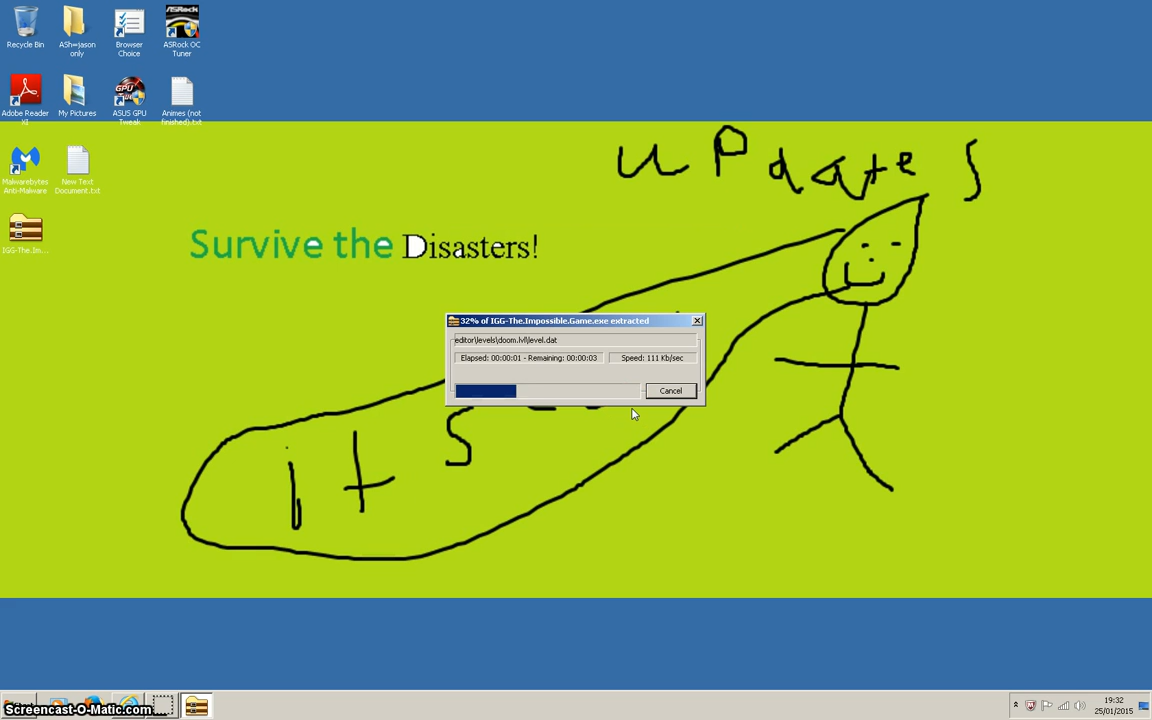 Recycle Bin
ASh=jason
only
Browser
Choice
ASRock OC
Tuner
Adobe Reader
XI
My Pictures
ASUS GPU
Tweak
Animes (not
finished).txt
Malwarebytes
Anti-Malware
New Text
Document.txt
IGG-The.Im...
uPdates
Survive the Disasters!
32% of IGG-The.Impossible.Game.exe extracted
editor\levels\doom.lvl\level.dat
Elapsed: 00:00:01 - Remaining: 00:00:03
Speed: 111 Kb/sec
Cancel
it s
Screencast-O-Matic.com
19:32
25/01/2015